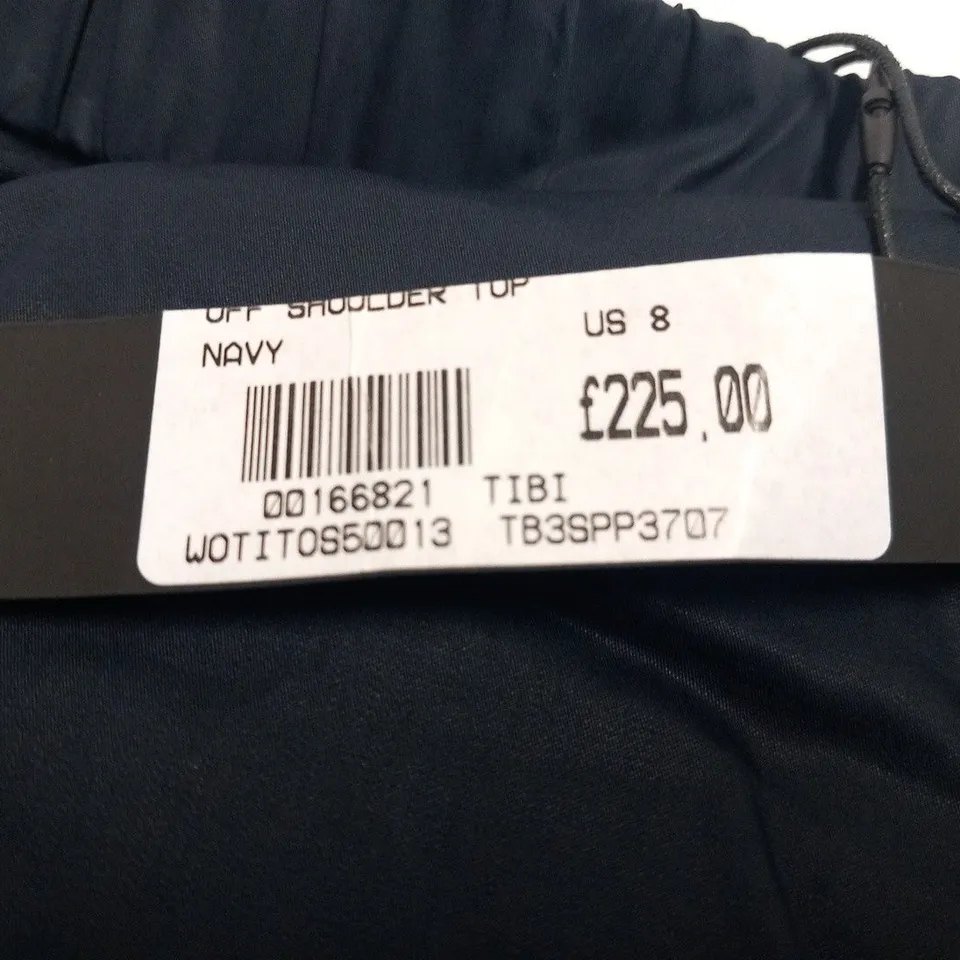 OFF SHOULDER TOP
NAVY
US 8
£225.00
00166821 TIBI
WOTITOS50013 TB3SPP3707